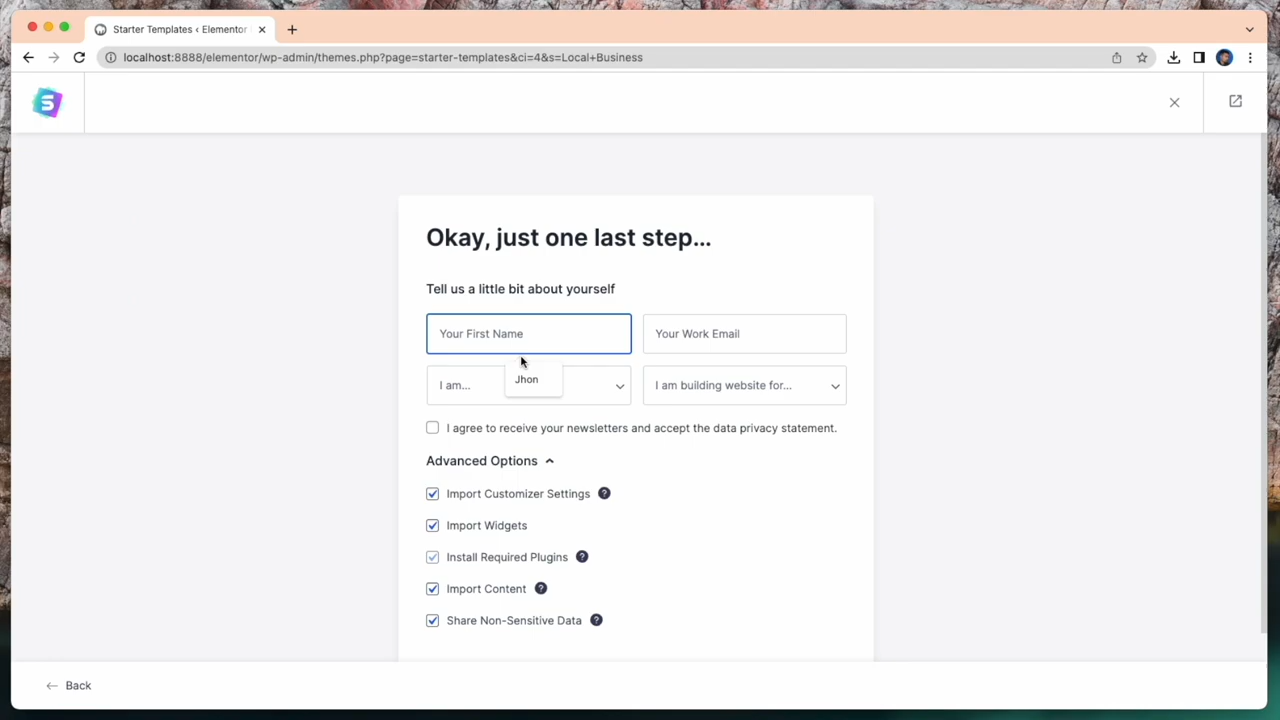 Starter Templates ‹ Elementor
localhost:8888/elementor/wp-admin/themes.php?page=starter-templates&ci=4&s=Local+Business
Okay, just one last step...
Tell us a little bit about yourself
Your First Name
Your Work Email
Jhon
I am...
I am building website for...
I agree to receive your newsletters and accept the data privacy statement.
Advanced Options
Import Customizer Settings ?
Import Widgets
Install Required Plugins ?
Import Content ?
Share Non-Sensitive Data ?
← Back